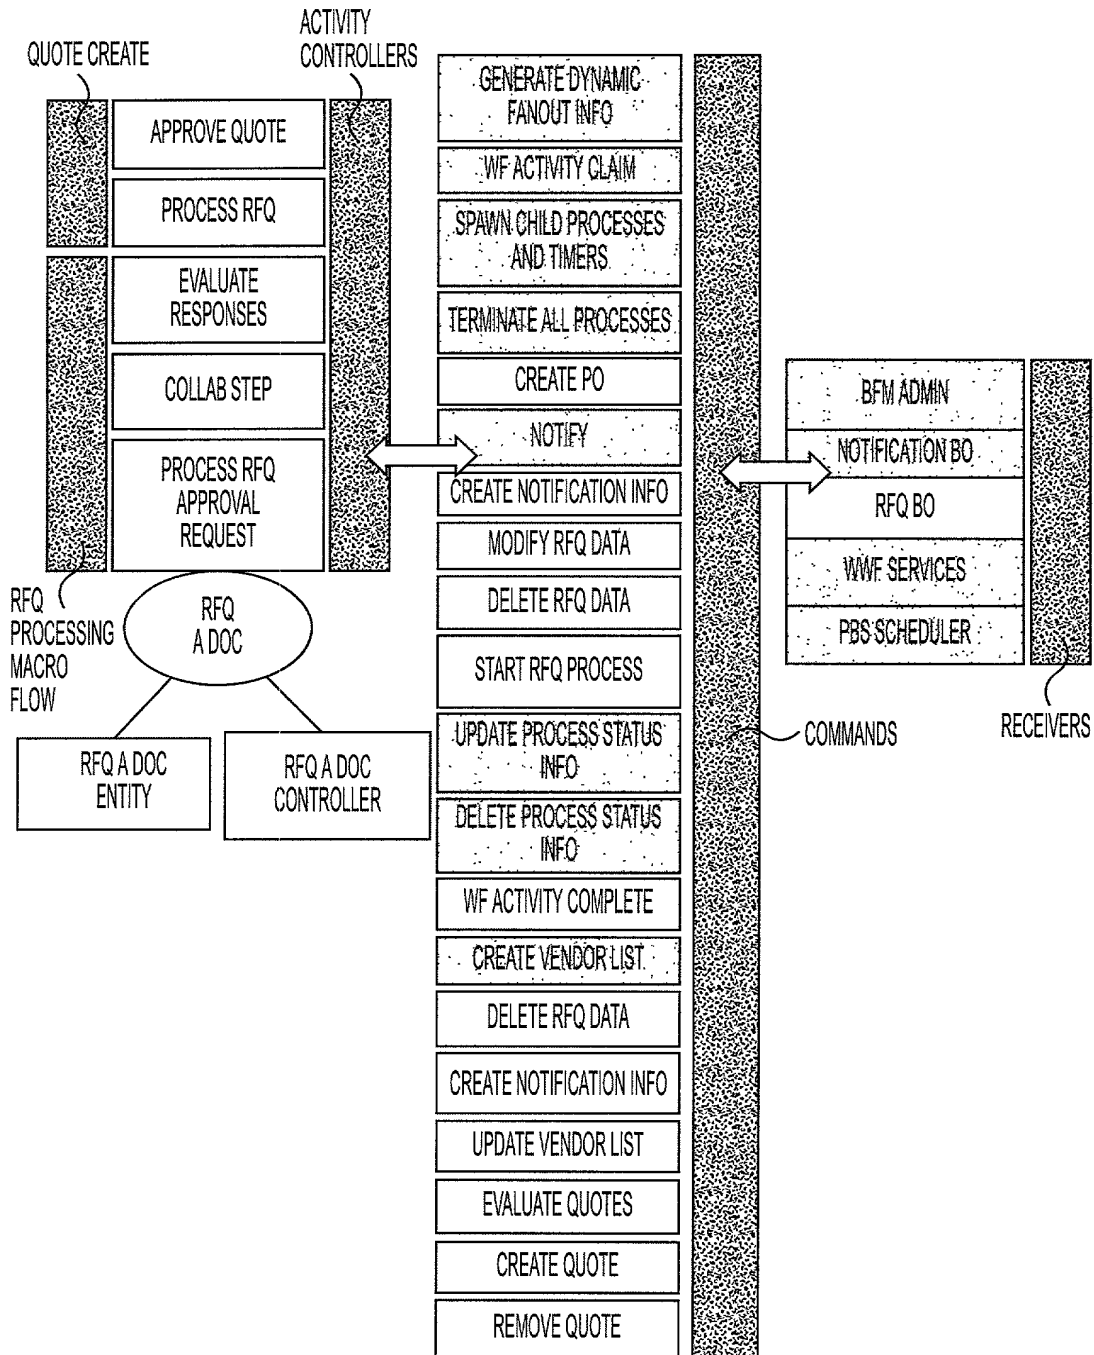 QUOTE CREATE
ACTIVITY
CONTROLLERS
APPROVE QUOTE
PROCESS RFQ
EVALUATE
RESPONSES
COLLAB STEP
PROCESS RFQ
APPROVAL
REQUEST
RFQ
PROCESSING
MACRO
FLOW
RFQ
A DOC
RFQ A DOC
ENTITY
RFQ A DOC
CONTROLLER
GENERATE DYNAMIC
FANOUT INFO
WF ACTIVITY CLAIM
SPAWN CHILD PROCESSES
AND TIMERS
TERMINATE ALL PROCESSES
CREATE PO
NOTIFY
CREATE NOTIFICATION INFO
MODIFY RFQ DATA
DELETE RFQ DATA
START RFQ PROCESS
UPDATE PROCESS STATUS
INFO
DELETE PROCESS STATUS
INFO
WF ACTIVITY COMPLETE
CREATE VENDOR LIST
DELETE RFQ DATA
CREATE NOTIFICATION INFO
UPDATE VENDOR LIST
EVALUATE QUOTES
CREATE QUOTE
REMOVE QUOTE
COMMANDS
BFM ADMIN
NOTIFICATION BO
RFQ BO
WWF SERVICES
PBS SCHEDULER
RECEIVERS